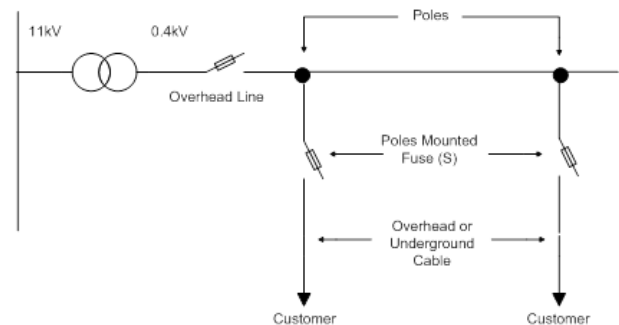 11kV
0.4kV
Poles
Overhead Line
Poles Mounted
Fuse (S)
Overhead or
Underground
Cable
Customer
Customer